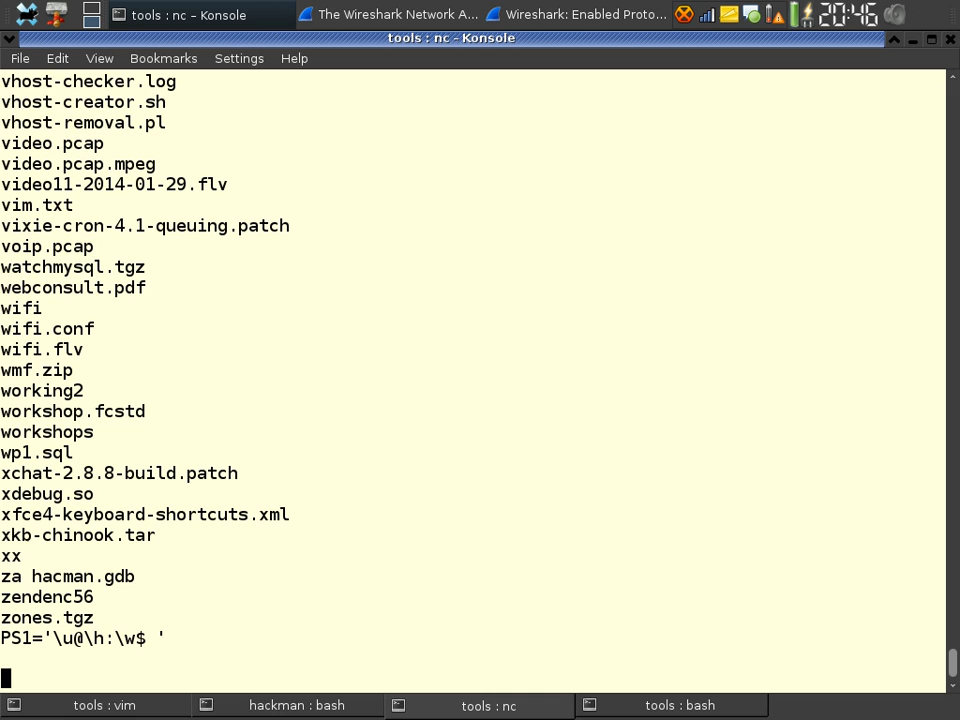 tools : nc – Konsole
The Wireshark Network A...
Wireshark: Enabled Proto...
20:46
tools : nc – Konsole
File Edit View Bookmarks Settings Help
vhost-checker.log
vhost-creator.sh
vhost-removal.pl
video.pcap
video.pcap.mpeg
video11-2014-01-29.flv
vim.txt
vixie-cron-4.1-queuing.patch
voip.pcap
watchmysql.tgz
webconsult.pdf
wifi
wifi.conf
wifi.flv
wmf.zip
working2
workshop.fcstd
workshops
wp1.sql
xchat-2.8.8-build.patch
xdebug.so
xfce4-keyboard-shortcuts.xml
xkb-chinook.tar
xx
za hacman.gdb
zendenc56
zones.tgz
PS1='\u@\h:\w$ '
tools : vim
hackman : bash
tools : nc
tools : bash